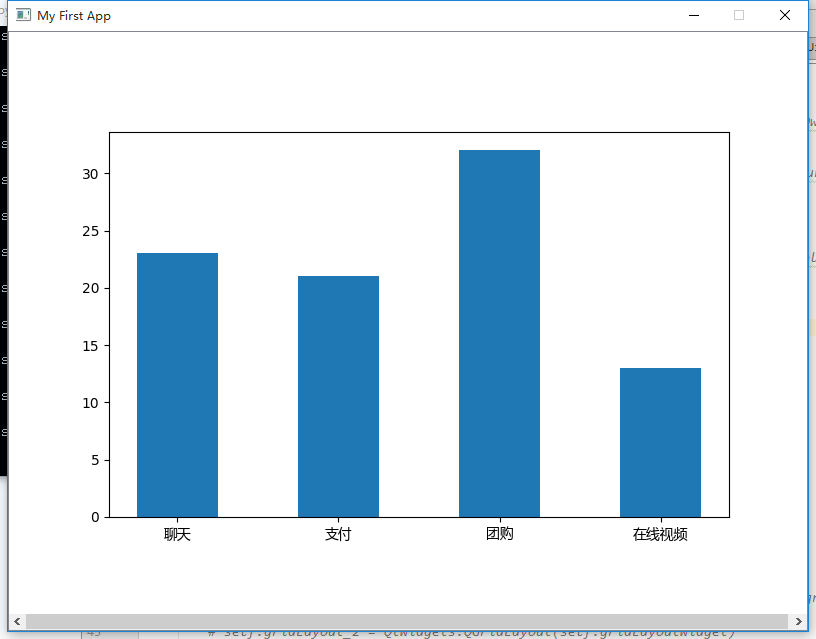 My First App
30
25
20
15
10
5
0
聊天 支付 团购 在线视频
45 # self.gridLayout_2 = QtWidgets.QGridLayout(self.gridLayoutWidget)